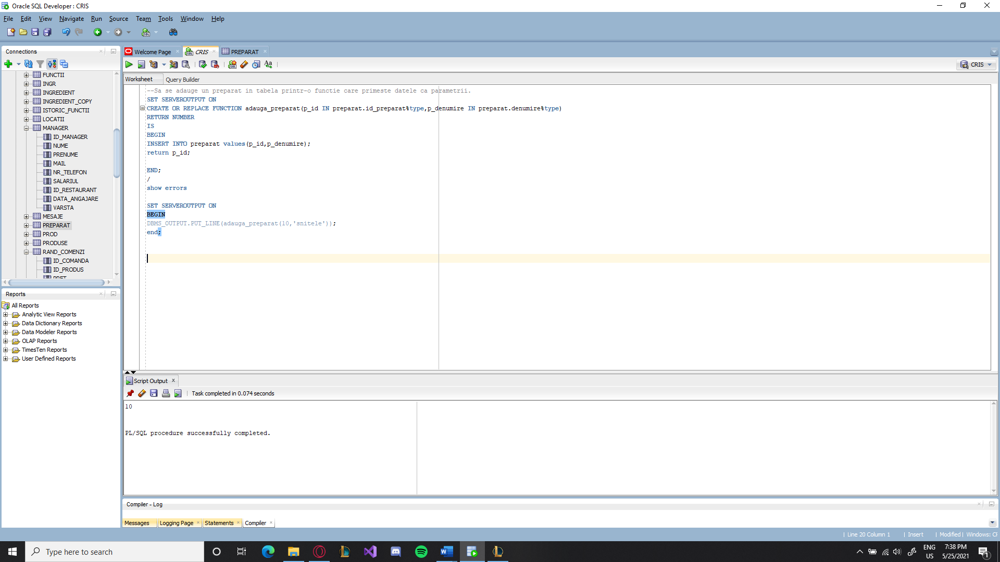 Oracle SQL Developer : CRIS
File Edit View Navigate Run Source Team Tools Window Help
Connections
FUNCTII
INGR
INGREDIENT
INGREDIENT_COPY
ISTORIC_FUNCTII
LOCATII
MANAGER
ID_MANAGER
NUME
PRENUME
MAIL
NR_TELEFON
SALARIUL
ID_RESTAURANT
DATA_ANGAJARE
VARSTA
MESAJE
PREPARAT
PROD
PRODUSE
RAND_COMENZI
ID_COMANDA
ID_PRODUS
PRET
Reports
All Reports
Analytic View Reports
Data Dictionary Reports
Data Modeler Reports
OLAP Reports
TimesTen Reports
User Defined Reports
Welcome Page CRIS PREPARAT
CRIS
Worksheet Query Builder
--Sa se adauge un preparat in tabela printr-o functie care primeste datele ca parametrii.
SET SERVEROUTPUT ON
CREATE OR REPLACE FUNCTION adauga_preparat(p_id IN preparat.id_preparat%type,p_denumire IN preparat.denumire%type)
RETURN NUMBER
IS
BEGIN
INSERT INTO preparat values(p_id,p_denumire);
return p_id;
END;
/
show errors
SET SERVEROUTPUT ON
BEGIN
DBMS_OUTPUT.PUT_LINE(adauga_preparat(10,'snitele'));
end;
Script Output
Task completed in 0.074 seconds
10
PL/SQL procedure successfully completed.
Compiler - Log
Messages Logging Page Statements Compiler
Line 20 Column 1 Insert Modified Windows: CF
Type here to search
ENG
US
7:38 PM
5/25/2021
1